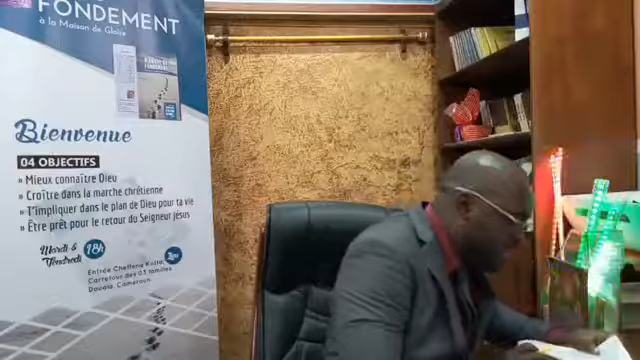 FONDEMENT
à la Maison de Gloire
Bienvenue
04 OBJECTIFS
» Mieux connaître Dieu
» Croître dans la marche chrétienne
» T'impliquer dans le plan de Dieu pour ta vie
» Être prêt pour le retour du Seigneur Jésus
Mardi &
Vendredi
18h
Entrée Chefferie
Carrefour des 03 familles
Douala, Cameroun